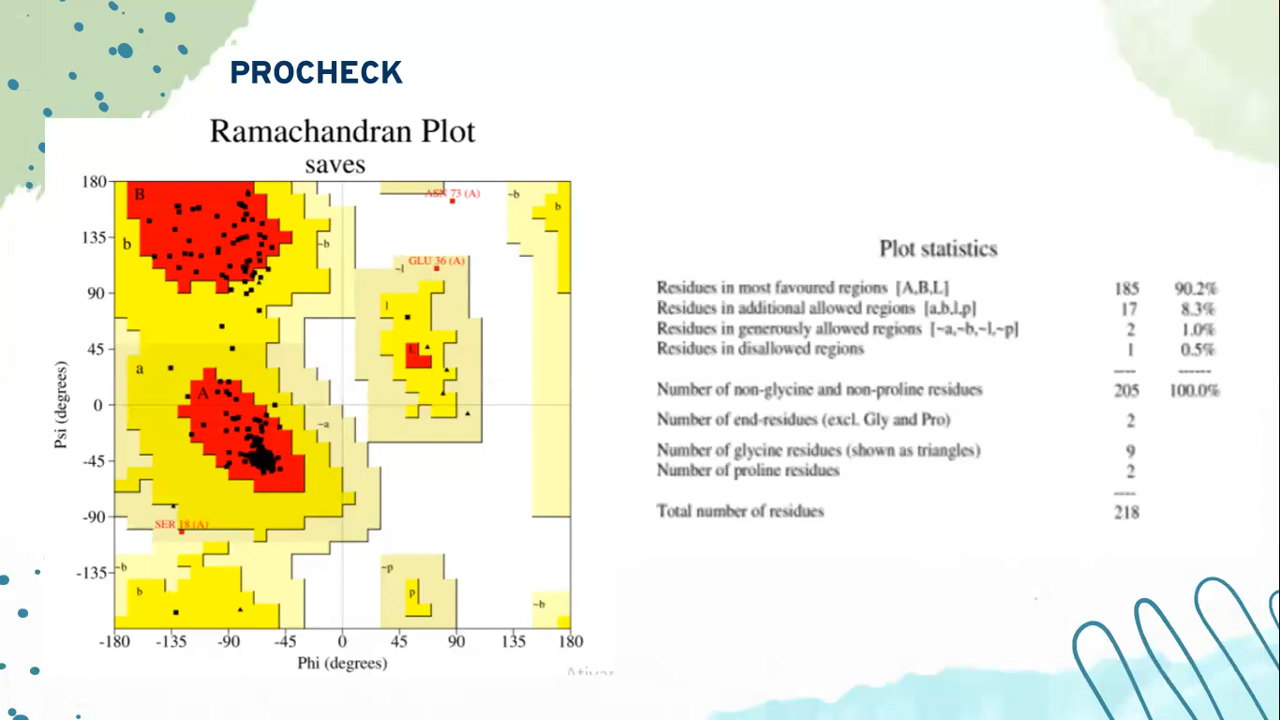 PROCHECK
Ramachandran Plot
saves
180
135
90
45
0
-45
-90
-135
Psi (degrees)
B
b
~b
a
A
~a
~b
b
ASN 73 (A)
GLU 36 (A)
~l
l
L
SER 18 (A)
~p
p
~b
b
~b
-180 -135 -90 -45 0 45 90 135 180
Phi (degrees)
Ativar
Plot statistics
Residues in most favoured regions [A,B,L] 185 90.2%
Residues in additional allowed regions [a,b,l,p] 17 8.3%
Residues in generously allowed regions [~a,~b,~l,~p] 2 1.0%
Residues in disallowed regions 1 0.5%
---- ------
Number of non-glycine and non-proline residues 205 100.0%
Number of end-residues (excl. Gly and Pro) 2
Number of glycine residues (shown as triangles) 9
Number of proline residues 2
----
Total number of residues 218